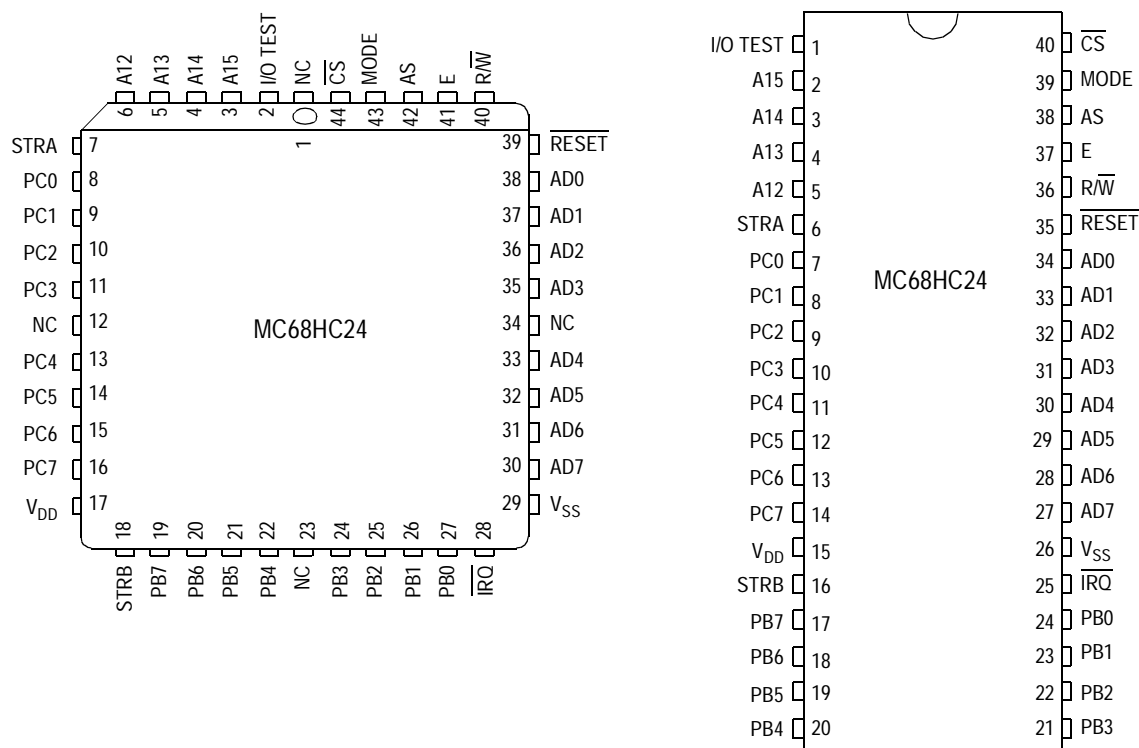 A12 A13 A14 A15 I/O TEST NC C̅S̅ MODE AS E R/W̅
6 5 4 3 2 1 44 43 42 41 40
STRA 7 39 R̅E̅S̅E̅T̅
PC0 8 38 AD0
PC1 9 37 AD1
PC2 10 36 AD2
PC3 11 35 AD3
NC 12 34 NC
MC68HC24
PC4 13 33 AD4
PC5 14 32 AD5
PC6 15 31 AD6
PC7 16 30 AD7
VDD 17 29 VSS
18 19 20 21 22 23 24 25 26 27 28
STRB PB7 PB6 PB5 PB4 NC PB3 PB2 PB1 PB0 I̅R̅Q̅
I/O TEST 1 40 C̅S̅
A15 2 39 MODE
A14 3 38 AS
A13 4 37 E
A12 5 36 R/W̅
STRA 6 35 R̅E̅S̅E̅T̅
PC0 7 34 AD0
MC68HC24
PC1 8 33 AD1
PC2 9 32 AD2
PC3 10 31 AD3
PC4 11 30 AD4
PC5 12 29 AD5
PC6 13 28 AD6
PC7 14 27 AD7
VDD 15 26 VSS
STRB 16 25 I̅R̅Q̅
PB7 17 24 PB0
PB6 18 23 PB1
PB5 19 22 PB2
PB4 20 21 PB3